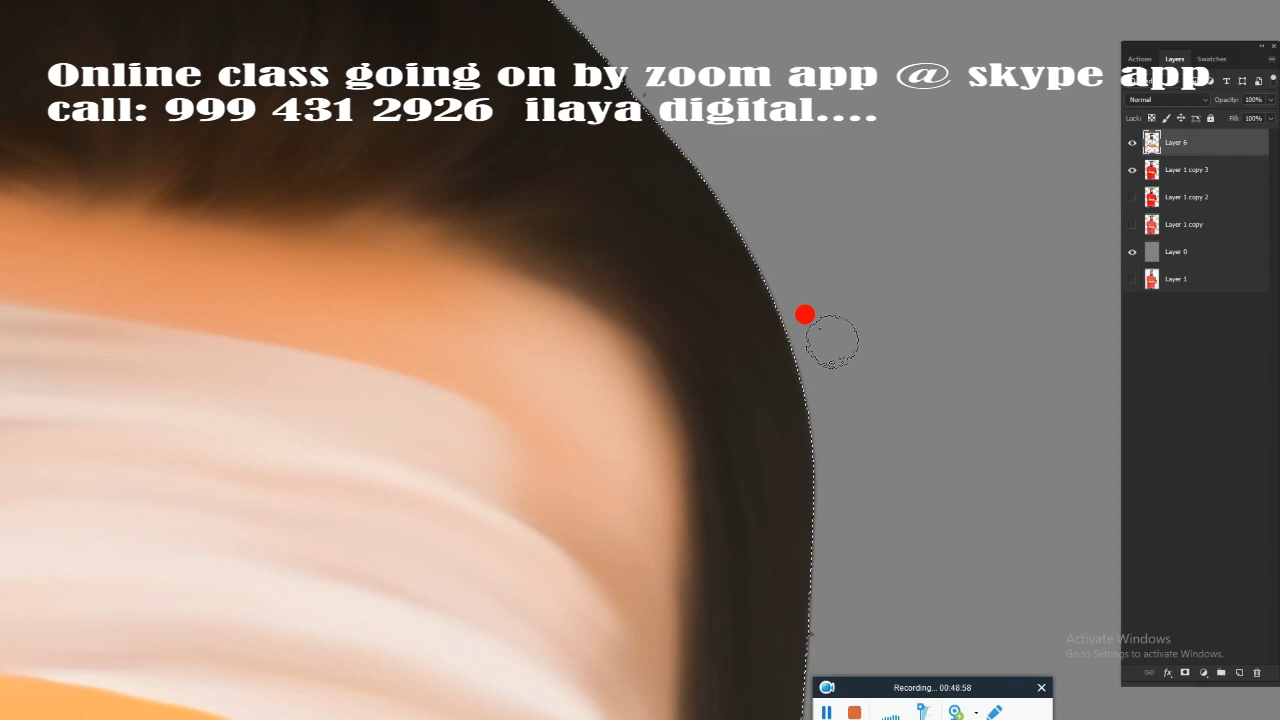 Online class going on by zoom app @ skype app
call: 999 431 2926 ilaya digital....
Actions Layers Swatches
Normal Opacity: 100%
Lock: Fill: 100%
Layer 6
Layer 1 copy 3
Layer 1 copy 2
Layer 1 copy
Layer 0
Layer 1
Activate Windows
Go to Settings to activate Windows.
fx
Recording... 00:48:58